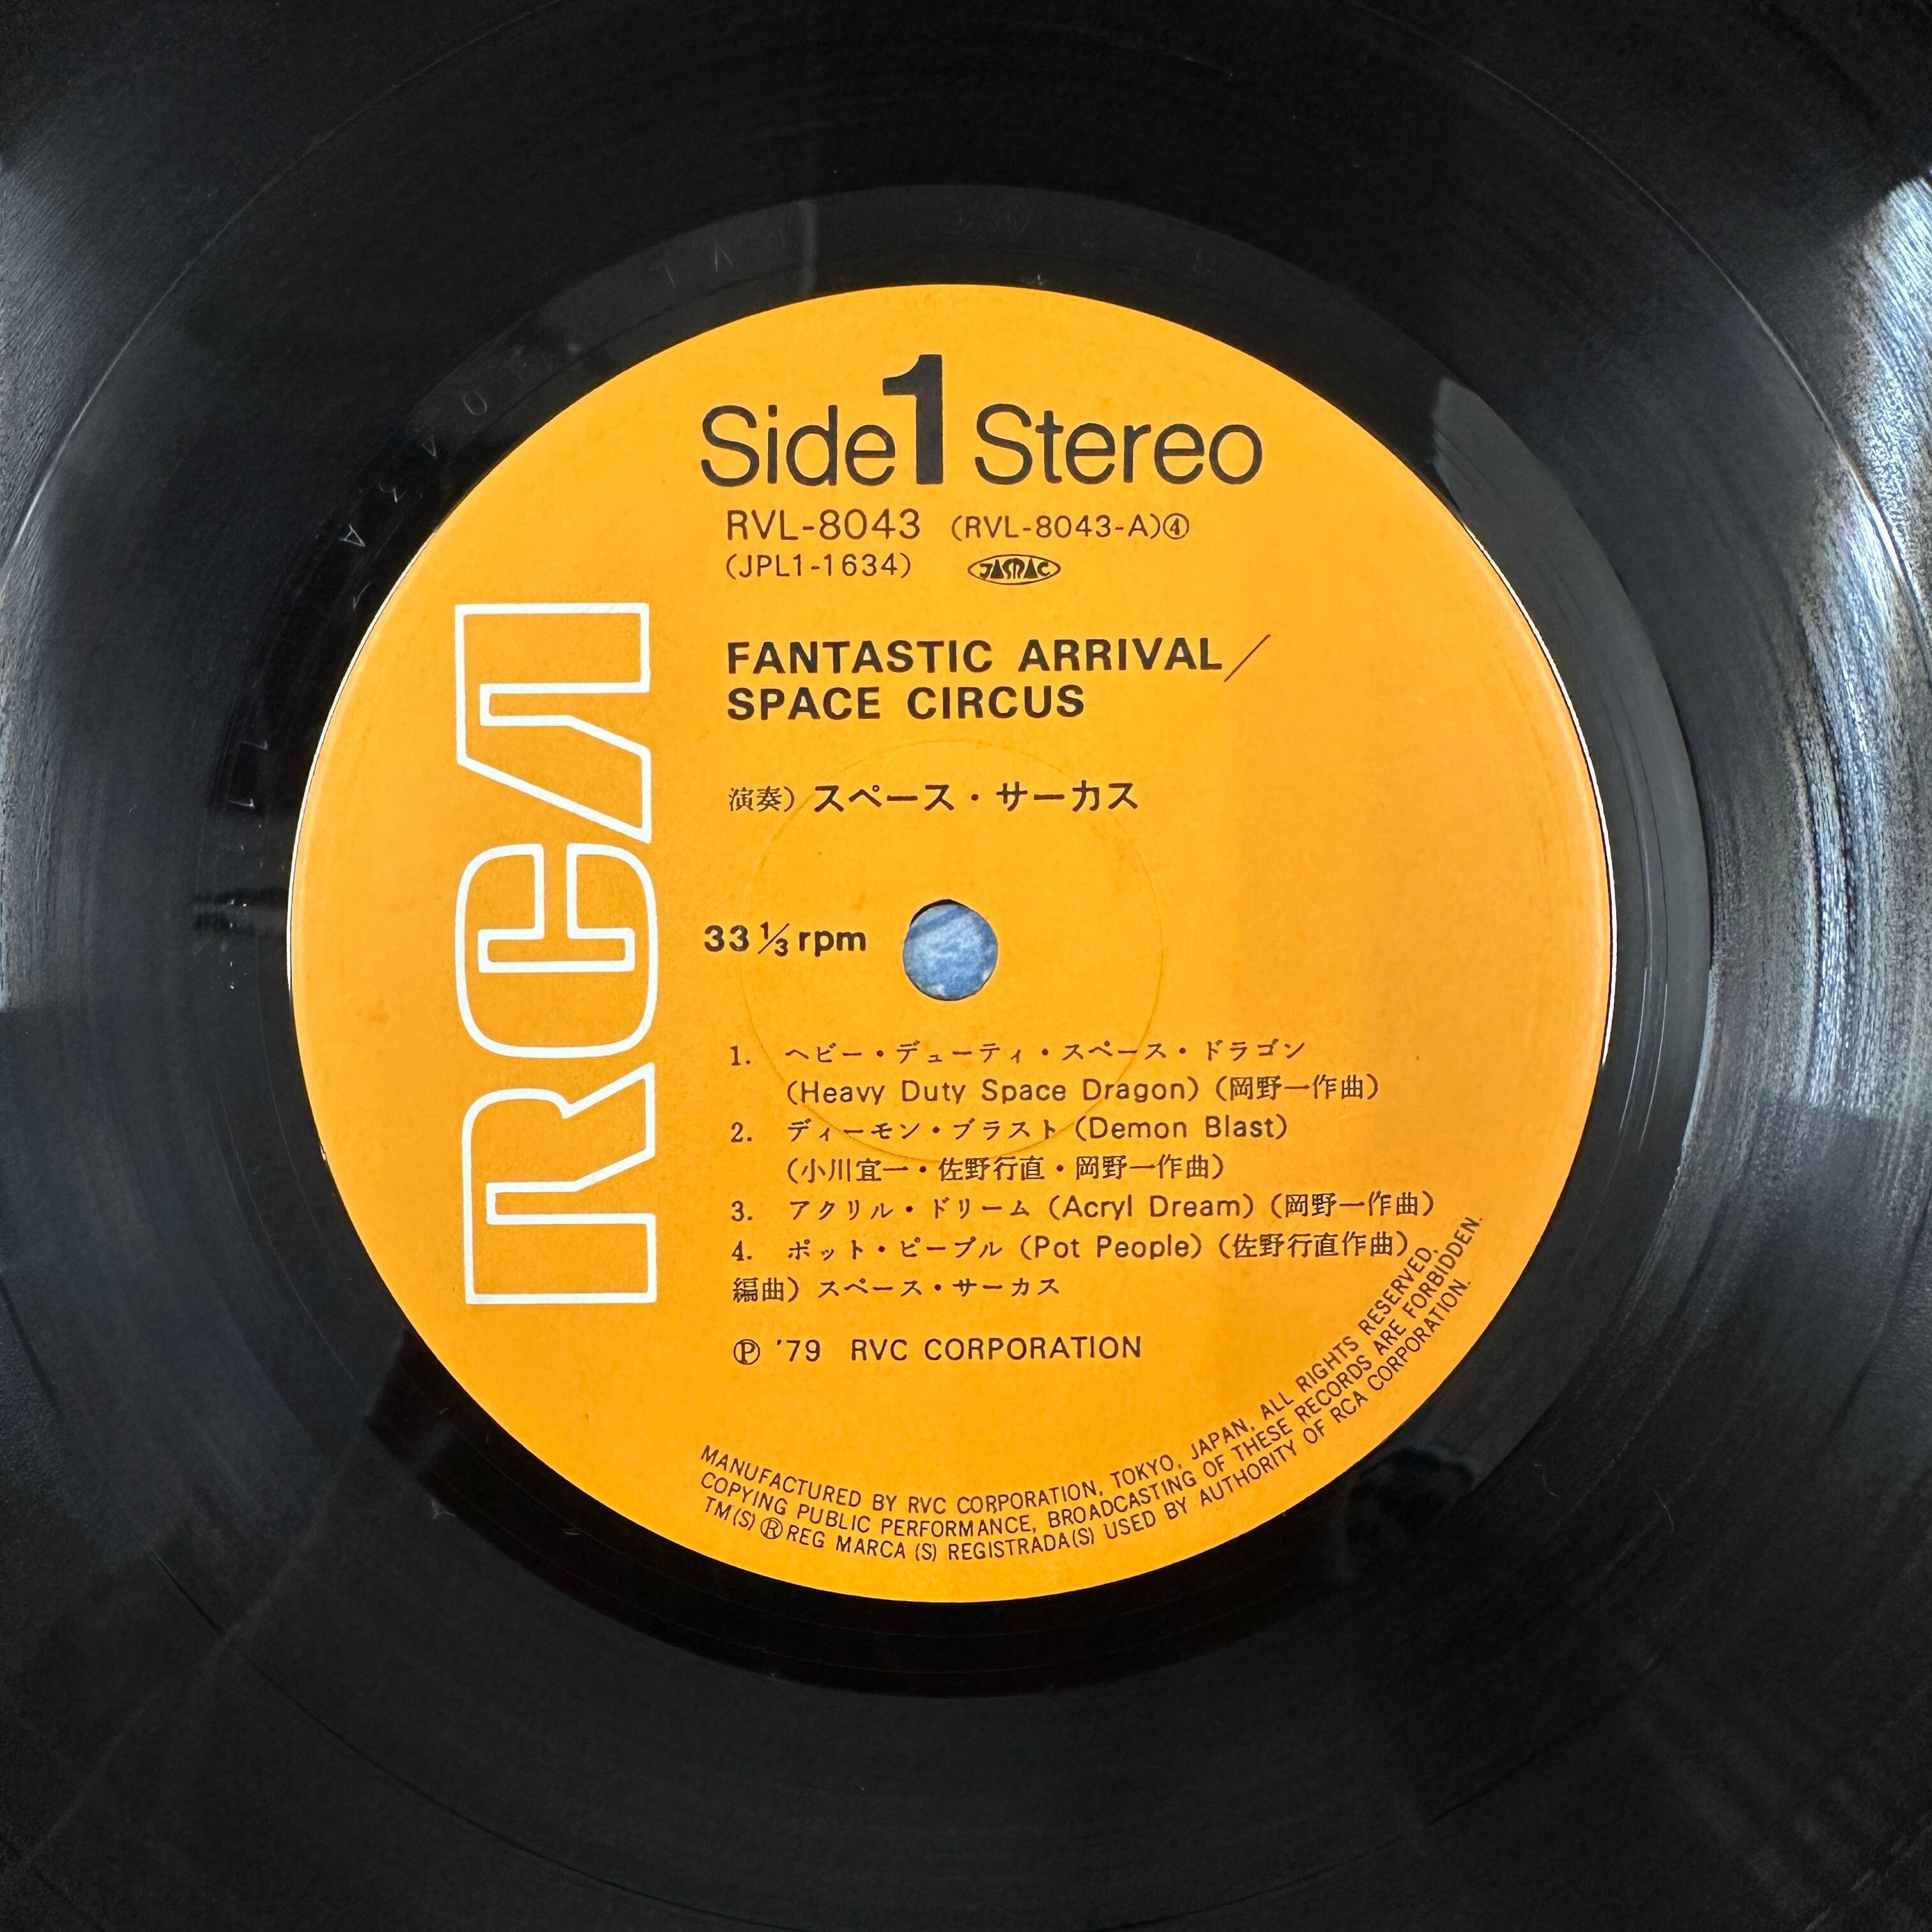 Side 1 Stereo
RVL-8043 (RVL-8043-A)④
(JPL1-1634) JASRAC
FANTASTIC ARRIVAL/
SPACE CIRCUS
演奏) スペース・サーカス
33 1/3 rpm
RCA
1. ヘビー・デューティ・スペース・ドラゴン
(Heavy Duty Space Dragon) (岡野一作曲)
2. ディーモン・ブラスト (Demon Blast)
(小川宜一・佐野行直・岡野一作曲)
3. アクリル・ドリーム (Acryl Dream) (岡野一作曲)
4. ポット・ピープル (Pot People) (佐野行直作曲)
編曲) スペース・サーカス
Ⓟ '79 RVC CORPORATION
MANUFACTURED BY RVC CORPORATION, TOKYO, JAPAN, ALL RIGHTS RESERVED,
COPYING PUBLIC PERFORMANCE, BROADCASTING OF THESE RECORDS ARE FORBIDDEN.
TM(S) ® REG MARCA (S) REGISTRADA(S) USED BY AUTHORITY OF RCA CORPORATION.